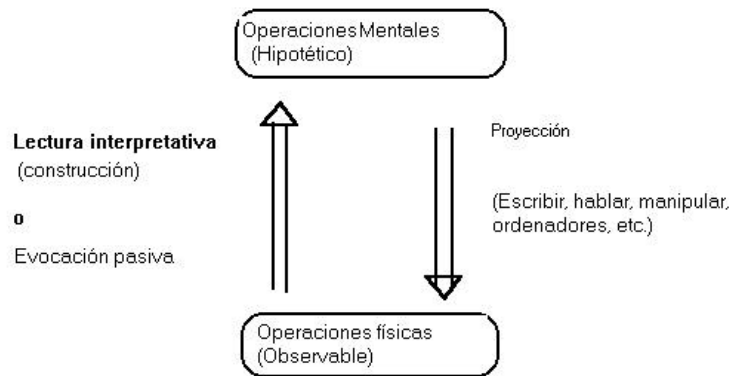 Operaciones Mentales
(Hipotético)
Lectura interpretativa
(construcción)
o
Evocación pasiva
Proyección
(Escribir, hablar, manipular,
ordenadores, etc.)
Operaciones físicas
(Observable)